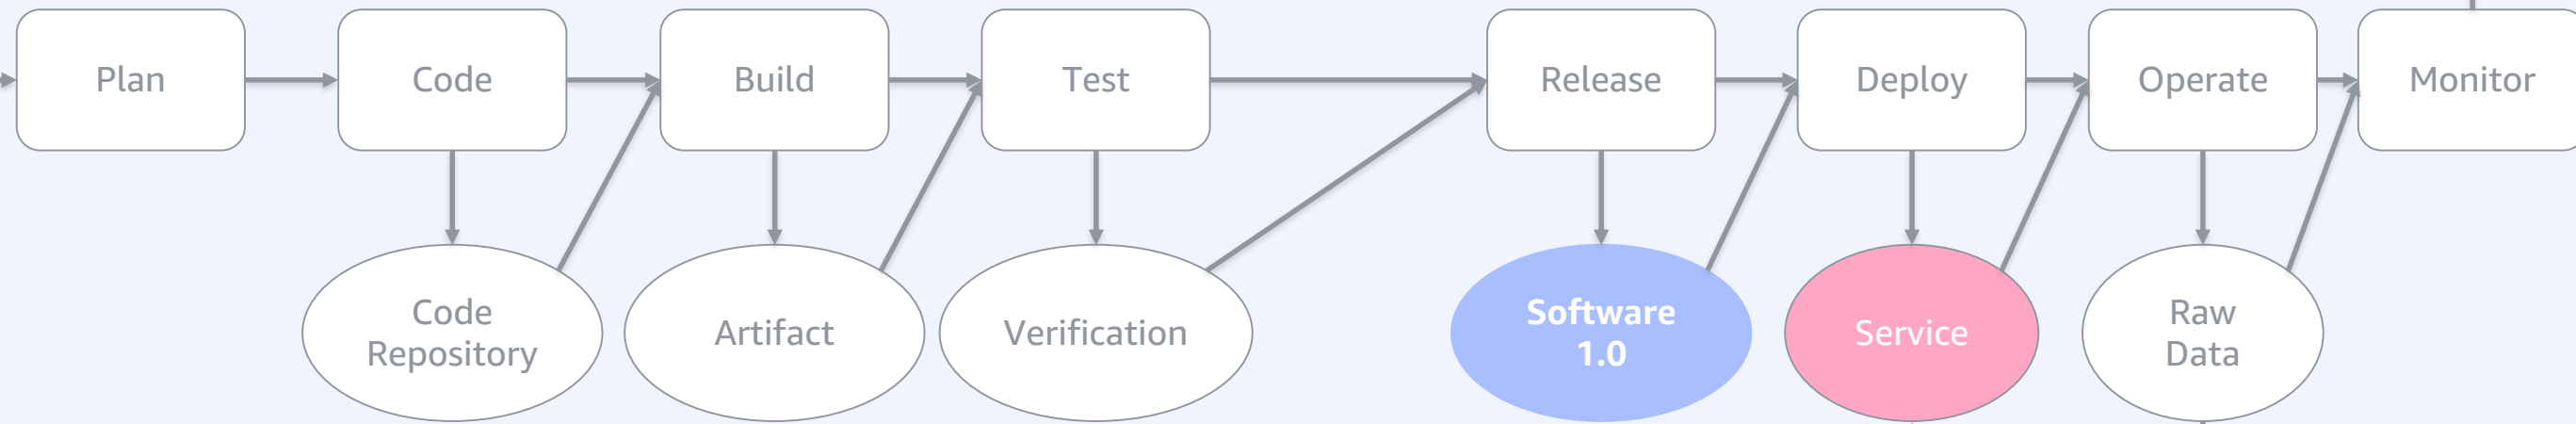 Plan
Code
Build
Test
Release
Deploy
Operate
Monitor
Code
Repository
Artifact
Verification
Software
1.0
Service
Raw
Data